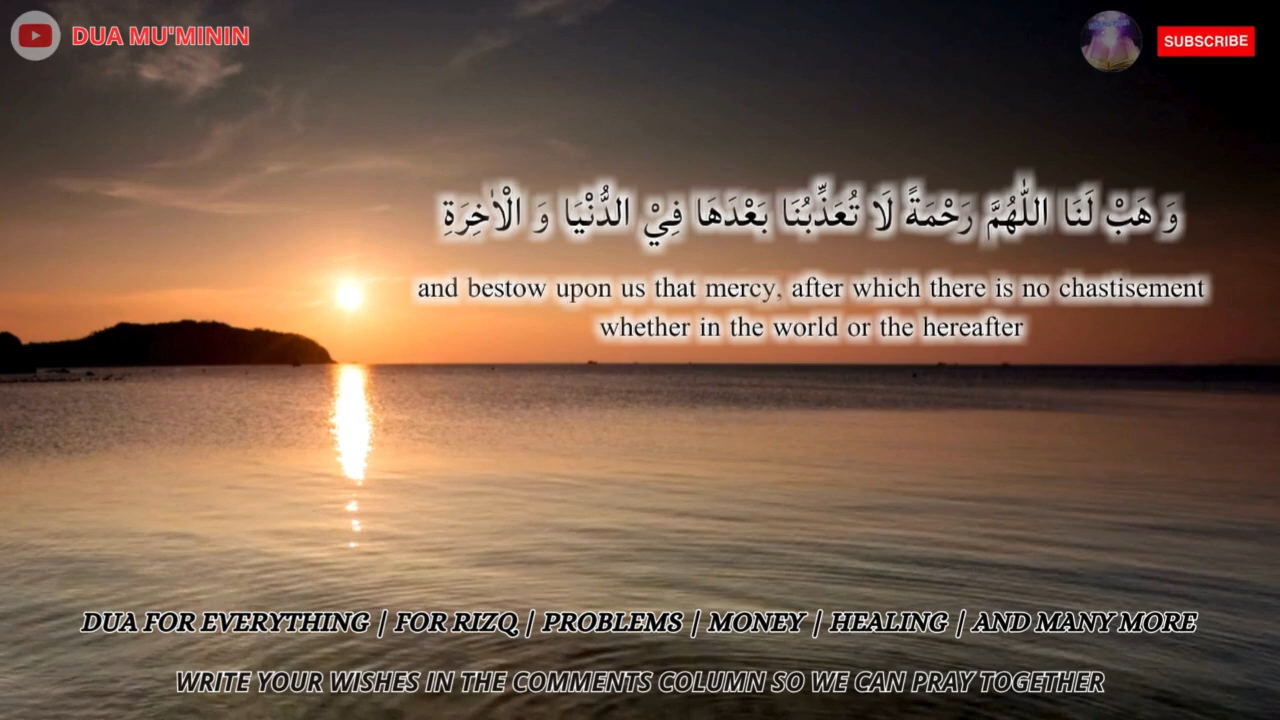 DUA MU'MININ
SUBSCRIBE
وَ هَبْ لَنَا اللّٰهُمَّ رَحْمَةً لَا تُعَذِّبُنَا بَعْدَهَا فِيْ الدُّنْيَا وَ الْاٰخِرَةِ
and bestow upon us that mercy, after which there is no chastisement
whether in the world or the hereafter
DUA FOR EVERYTHING | FOR RIZQ | PROBLEMS | MONEY | HEALING | AND MANY MORE
WRITE YOUR WISHES IN THE COMMENTS COLUMN SO WE CAN PRAY TOGETHER